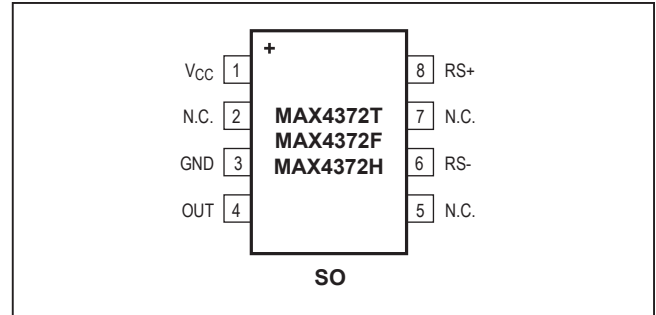 +
VCC 1 8 RS+
N.C. 2 MAX4372T 7 N.C.
MAX4372F
GND 3 MAX4372H 6 RS-
OUT 4 5 N.C.
SO